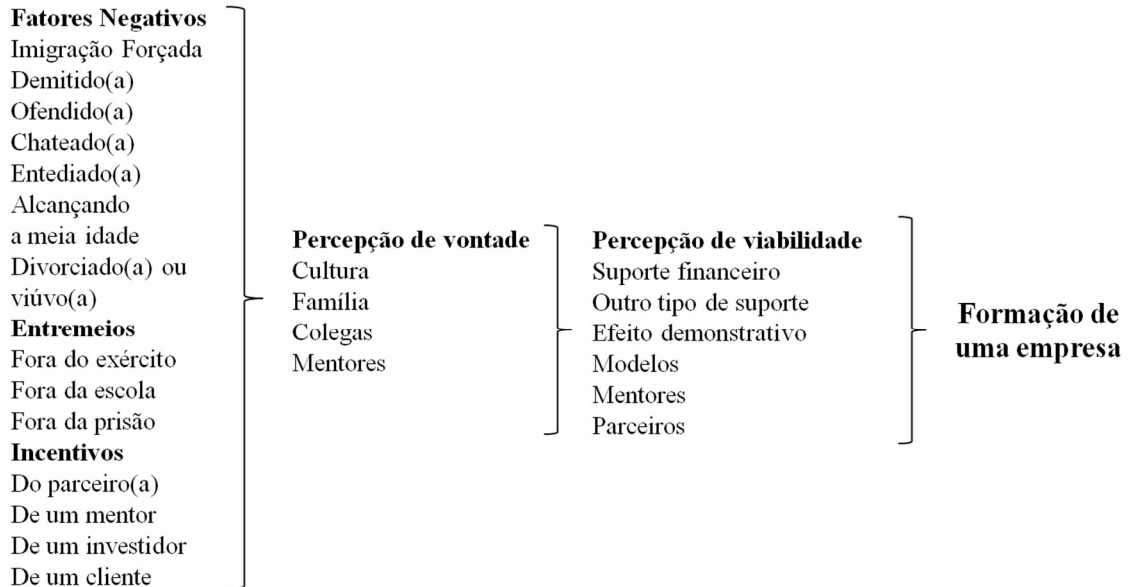 Fatores Negativos
Imigração Forçada
Demitido(a)
Ofendido(a)
Chateado(a)
Entediado(a)
Alcançando
a meia idade
Divorciado(a) ou
viúvo(a)
Entremeios
Fora do exército
Fora da escola
Fora da prisão
Incentivos
Do parceiro(a)
De um mentor
De um investidor
De um cliente
Percepção de vontade
Cultura
Família
Colegas
Mentores
Percepção de viabilidade
Suporte financeiro
Outro tipo de suporte
Efeito demonstrativo
Modelos
Mentores
Parceiros
Formação de
uma empresa